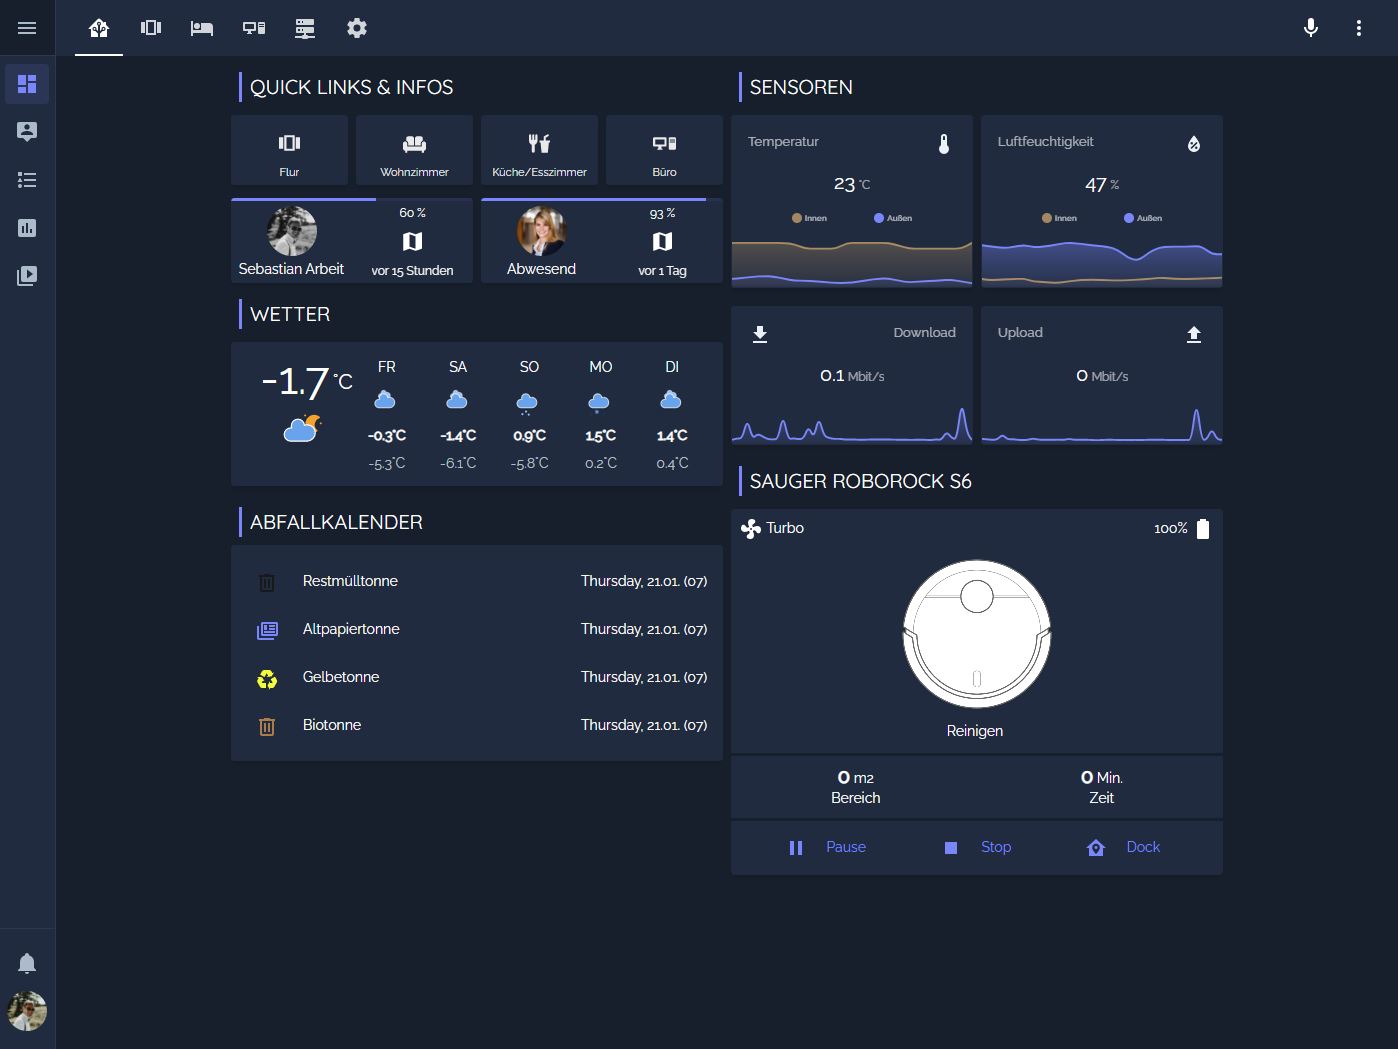 QUICK LINKS & INFOS
Flur
Wohnzimmer
Küche/Esszimmer
Büro
60 %
Sebastian Arbeit
vor 15 Stunden
93 %
Abwesend
vor 1 Tag
WETTER
-1.7 °C
FR SA SO MO DI
-0.3°C -1.4°C 0.9°C 1.5°C 1.4°C
-5.3°C -6.1°C -5.8°C 0.2°C 0.4°C
ABFALLKALENDER
Restmülltonne Thursday, 21.01. (07)
Altpapiertonne Thursday, 21.01. (07)
Gelbetonne Thursday, 21.01. (07)
Biotonne Thursday, 21.01. (07)
SENSOREN
Temperatur
23 °C
Innen Außen
Luftfeuchtigkeit
47 %
Innen Außen
Download
0.1 Mbit/s
Upload
0 Mbit/s
SAUGER ROBOROCK S6
Turbo 100%
Reinigen
0 m2
Bereich
0 Min.
Zeit
Pause Stop Dock